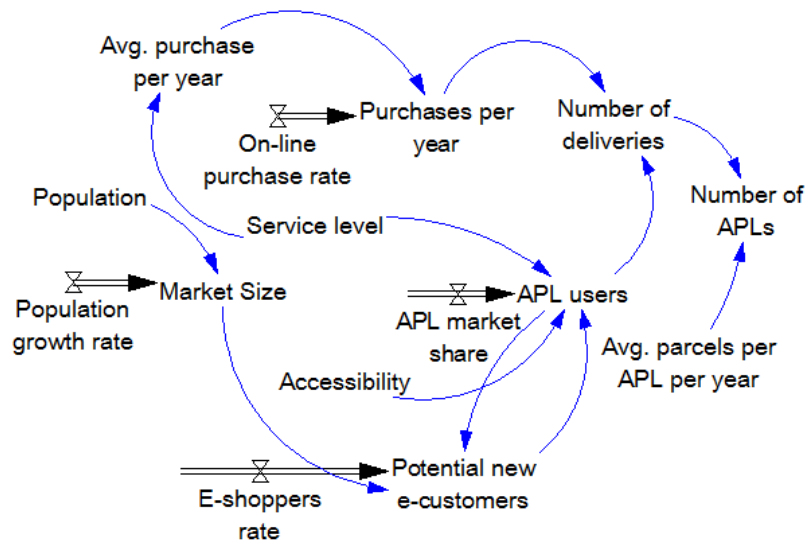 Avg. purchase
per year
Purchases per
year
Number of
deliveries
On-line
purchase rate
Population
Service level
Number of
APLs
Market Size
Population
growth rate
APL users
APL market
share
Avg. parcels per
APL per year
Accessibility
Potential new
e-customers
E-shoppers
rate